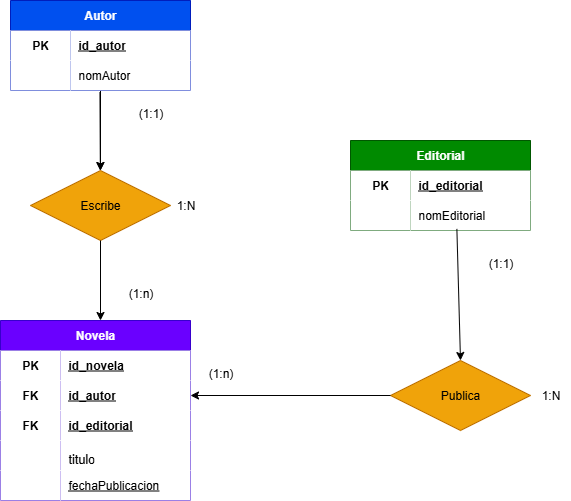 Autor
PK id_autor
nomAutor
(1:1)
Escribe
1:N
(1:n)
Editorial
PK id_editorial
nomEditorial
(1:1)
Novela
PK id_novela
FK id_autor
FK id_editorial
titulo
fechaPublicacion
(1:n)
Publica
1:N